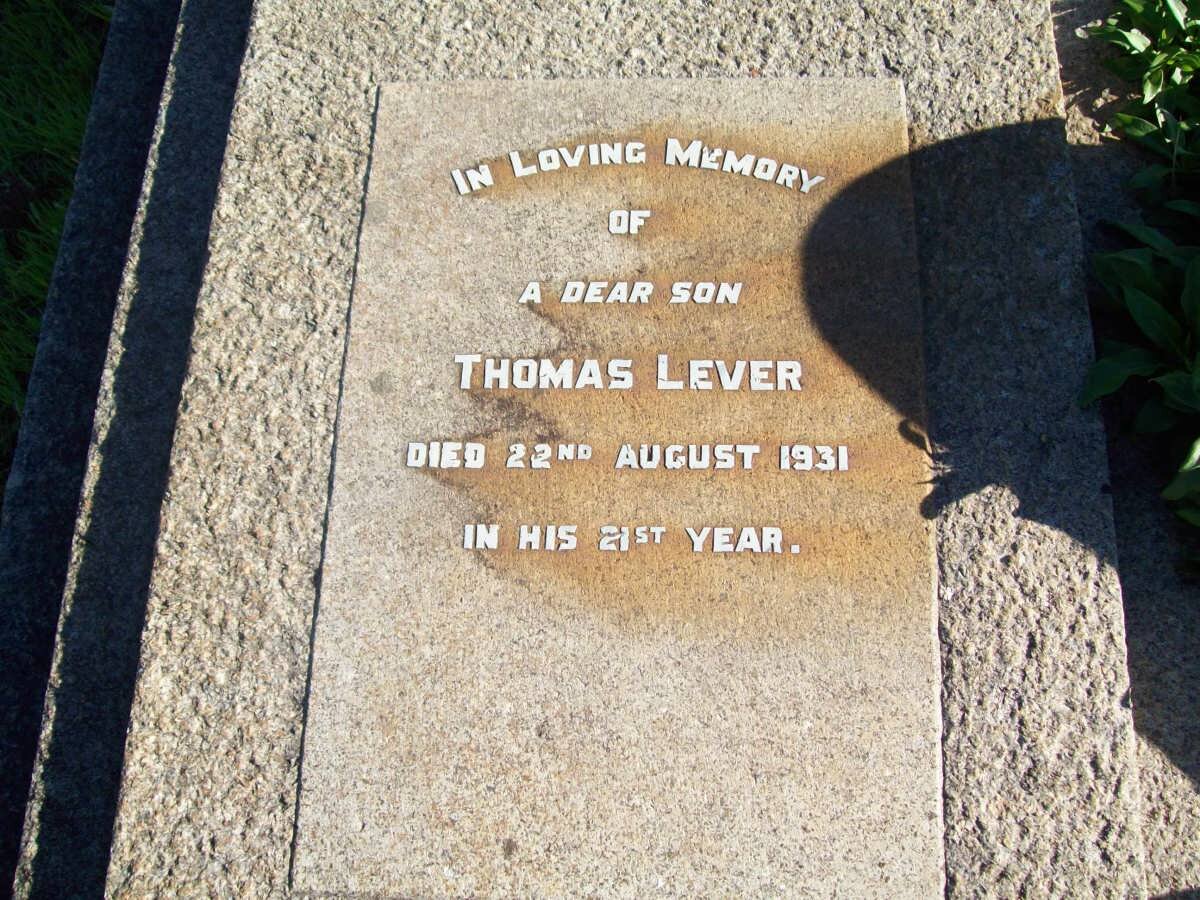 IN LOVING MEMORY
OF
A DEAR SON
THOMAS LEVER
DIED 22ND AUGUST 1931
IN HIS 21ST YEAR.